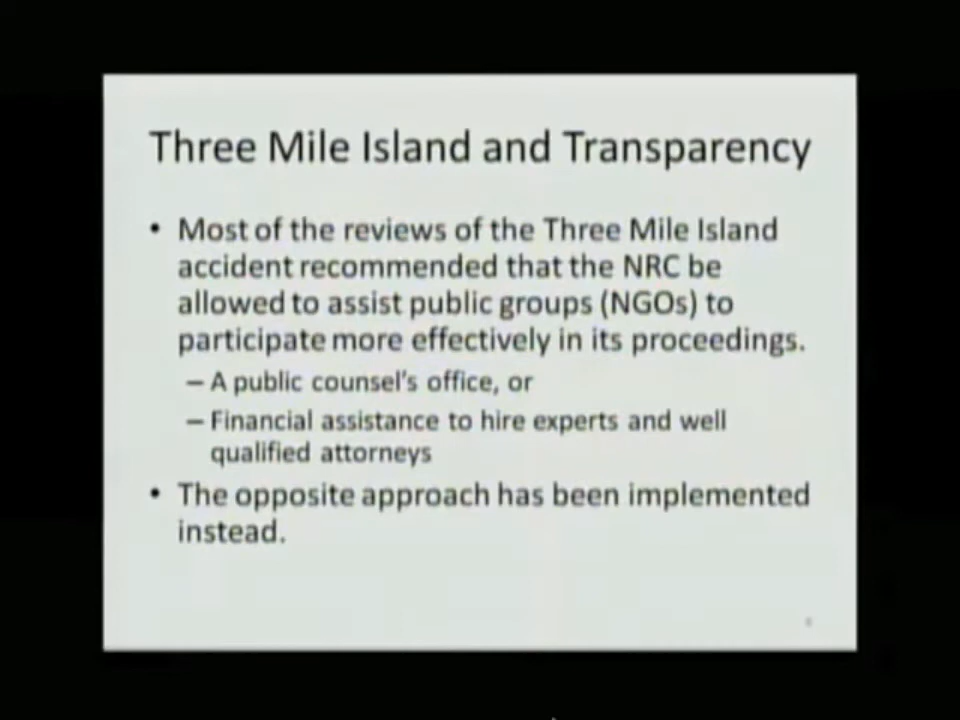 Three Mile Island and Transparency
• Most of the reviews of the Three Mile Island
accident recommended that the NRC be
allowed to assist public groups (NGOs) to
participate more effectively in its proceedings.
– A public counsel's office, or
– Financial assistance to hire experts and well
qualified attorneys
• The opposite approach has been implemented
instead.